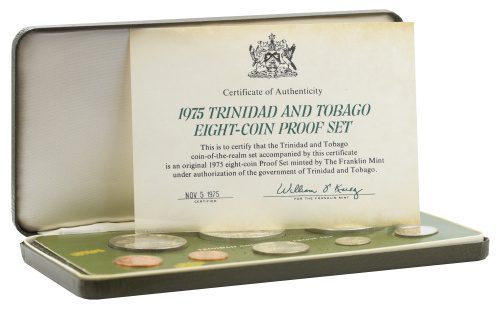 Certificate of Authenticity
1975 TRINIDAD AND TOBAGO
EIGHT-COIN PROOF SET
This is to certify that the Trinidad and Tobago
coin-of-the-realm set accompanied by this certificate
is an original 1975 eight-coin Proof Set minted by The Franklin Mint
under authorization of the government of Trinidad and Tobago.
NOV 5 1975
CERTIFIED
FOR THE FRANKLIN MINT